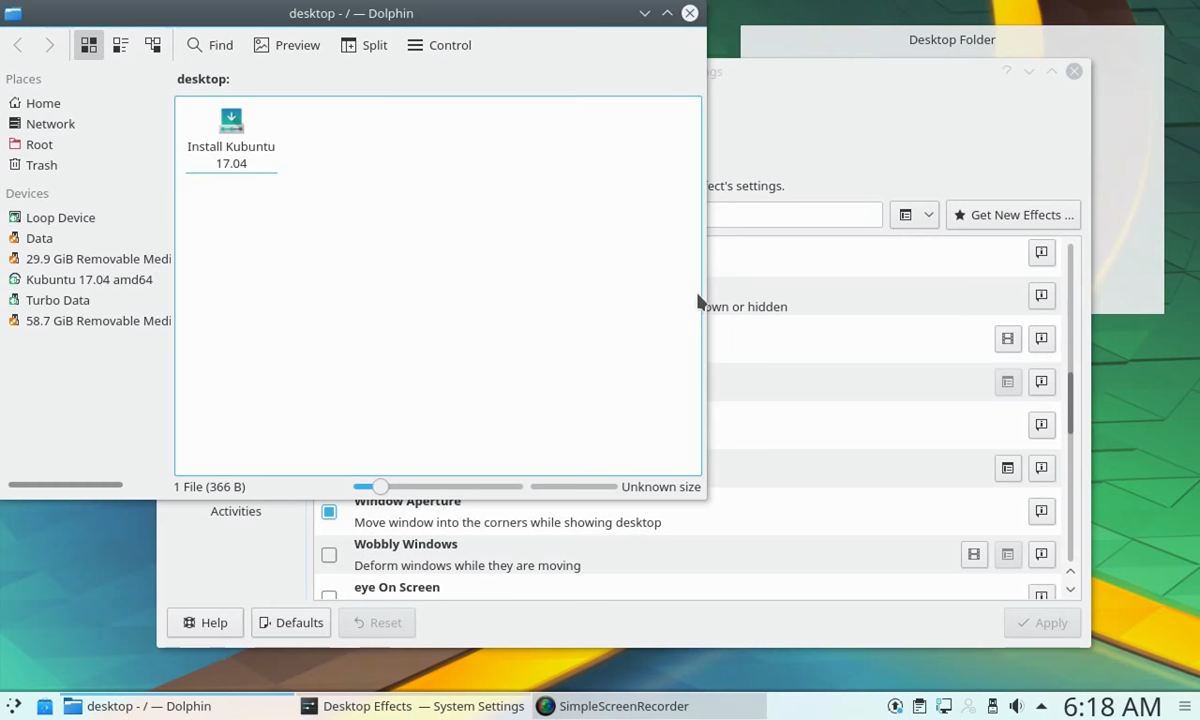 desktop - / — Dolphin
Find
Preview
Split
Control
Desktop Folder
Places
Home
Network
Root
Trash
Devices
Loop Device
Data
29.9 GiB Removable Medi
Kubuntu 17.04 amd64
Turbo Data
58.7 GiB Removable Medi
desktop:
Install Kubuntu
17.04
1 File (366 B)
Unknown size
gs
fect's settings.
Get New Effects ...
own or hidden
Activities
Window Aperture
Move window into the corners while showing desktop
Wobbly Windows
Deform windows while they are moving
eye On Screen
Help
Defaults
Reset
Apply
desktop - / — Dolphin
Desktop Effects — System Settings
SimpleScreenRecorder
6:18 AM